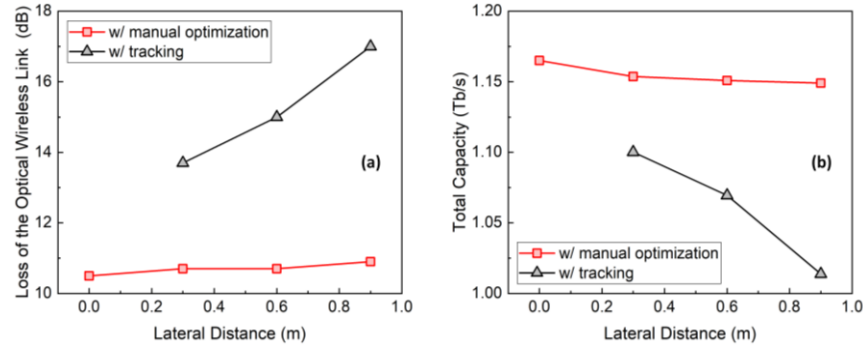 Loss of the Optical Wireless Link (dB)
18
16
14
12
10
w/ manual optimization
w/ tracking
(a)
0.0 0.2 0.4 0.6 0.8 1.0
Lateral Distance (m)
Total Capacity (Tb/s)
1.20
1.15
1.10
1.05
1.00
(b)
w/ manual optimization
w/ tracking
0.0 0.2 0.4 0.6 0.8 1.0
Lateral Distance (m)